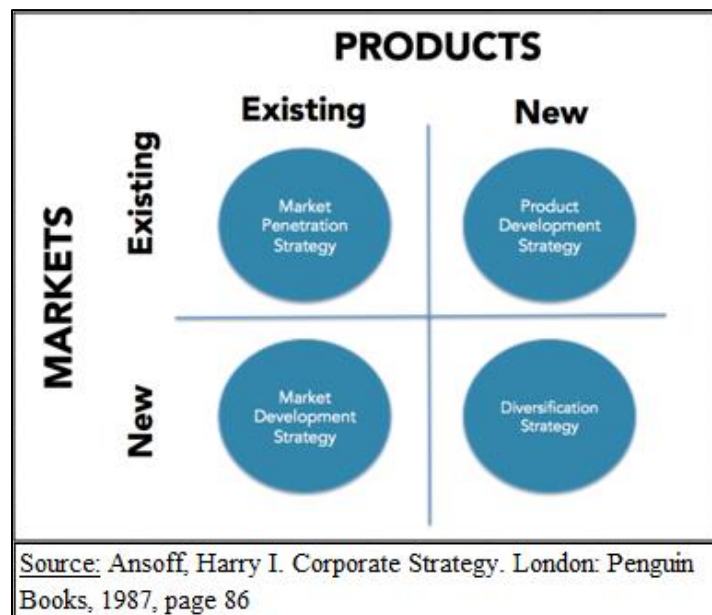 PRODUCTS
Existing
New
MARKETS
Existing
Market
Penetration
Strategy
Product
Development
Strategy
New
Market
Development
Strategy
Diversification
Strategy
Source: Ansoff, Harry I. Corporate Strategy. London: Penguin
Books, 1987, page 86